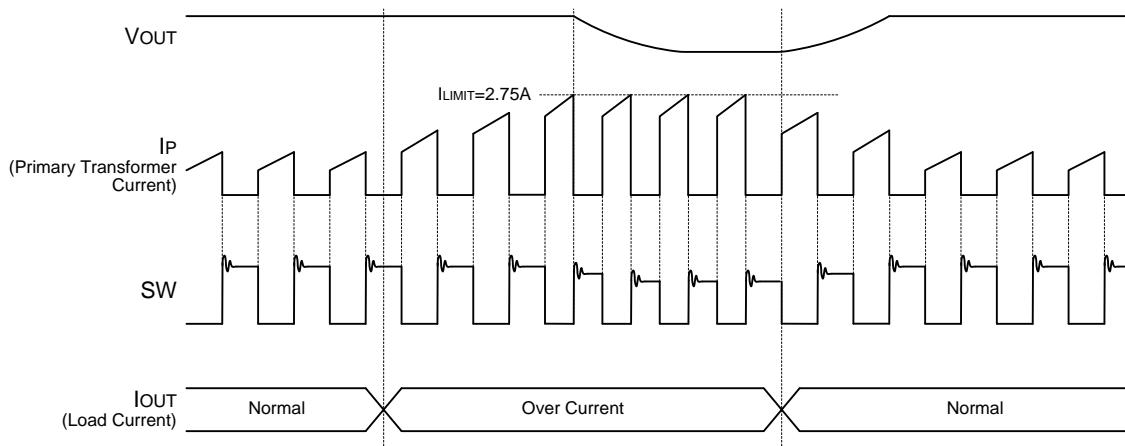 VOUT
ILIMIT=2.75A
IP
(Primary Transformer
Current)
SW
IOUT
(Load Current)
Normal
Over Current
Normal